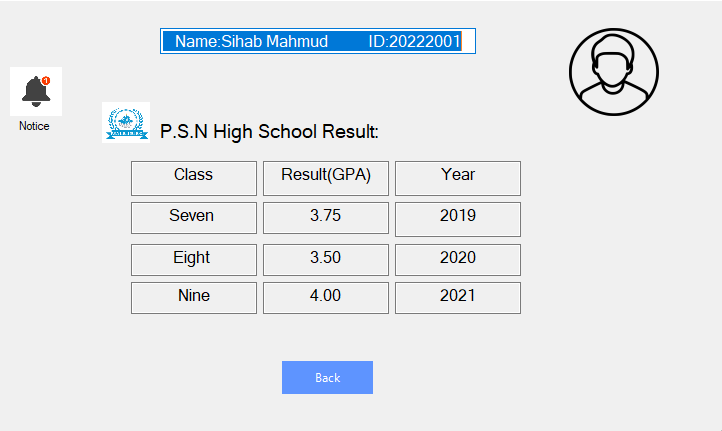 Name:Sihab Mahmud ID:20222001
1
Notice
P.S.N High School Result:
Class Result(GPA) Year
Seven 3.75 2019
Eight 3.50 2020
Nine 4.00 2021
Back